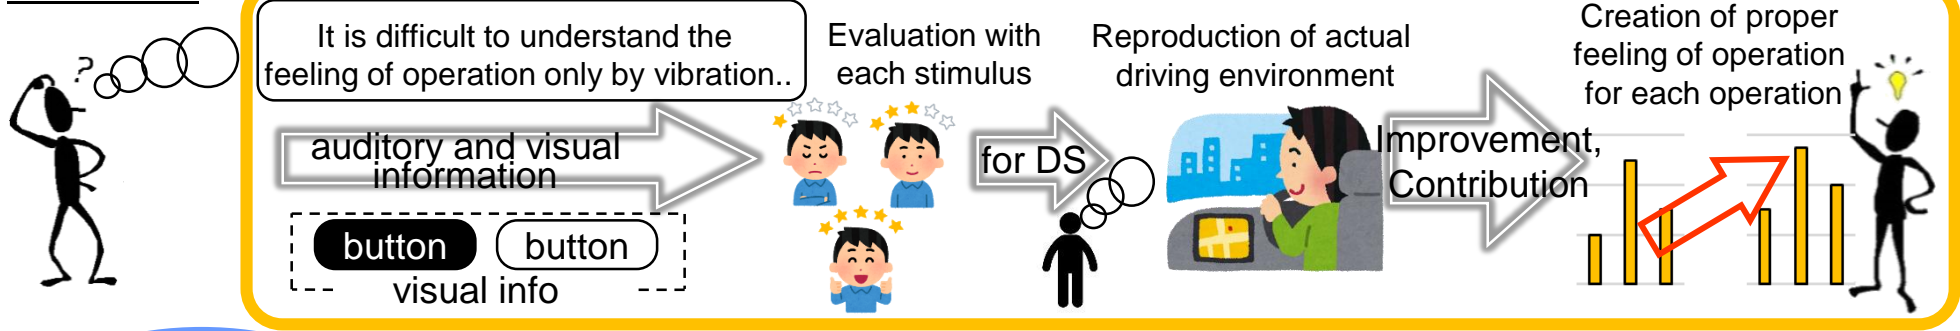 ?
It is difficult to understand the
feeling of operation only by vibration..
auditory and visual
information
button
button
visual info
Evaluation with
each stimulus
for DS
Reproduction of actual
driving environment
Improvement,
Contribution
Creation of proper
feeling of operation
for each operation